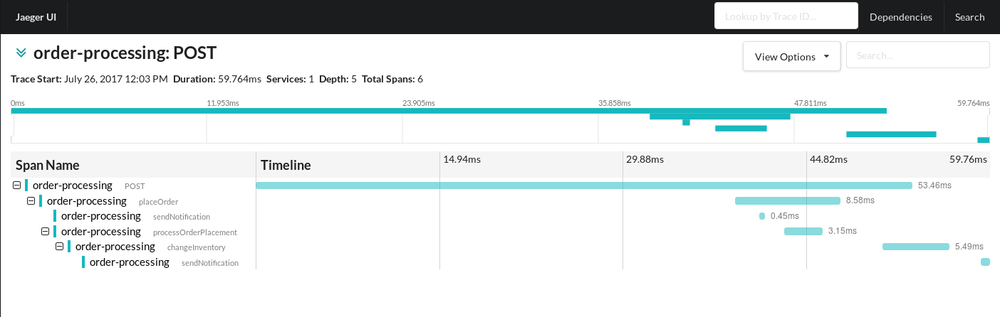 Jaeger UI Lookup by Trace ID... Dependencies Search
order-processing: POST View Options Search...
Trace Start: July 26, 2017 12:03 PM Duration: 59.764ms Services: 1 Depth: 5 Total Spans: 6
0ms 11.953ms 23.905ms 35.858ms 47.811ms 59.764ms
Span Name Timeline 14.94ms 29.88ms 44.82ms 59.76ms
order-processing POST 53.46ms
order-processing placeOrder 8.58ms
order-processing sendNotification 0.45ms
order-processing processOrderPlacement 3.15ms
order-processing changeInventory 5.49ms
order-processing sendNotification